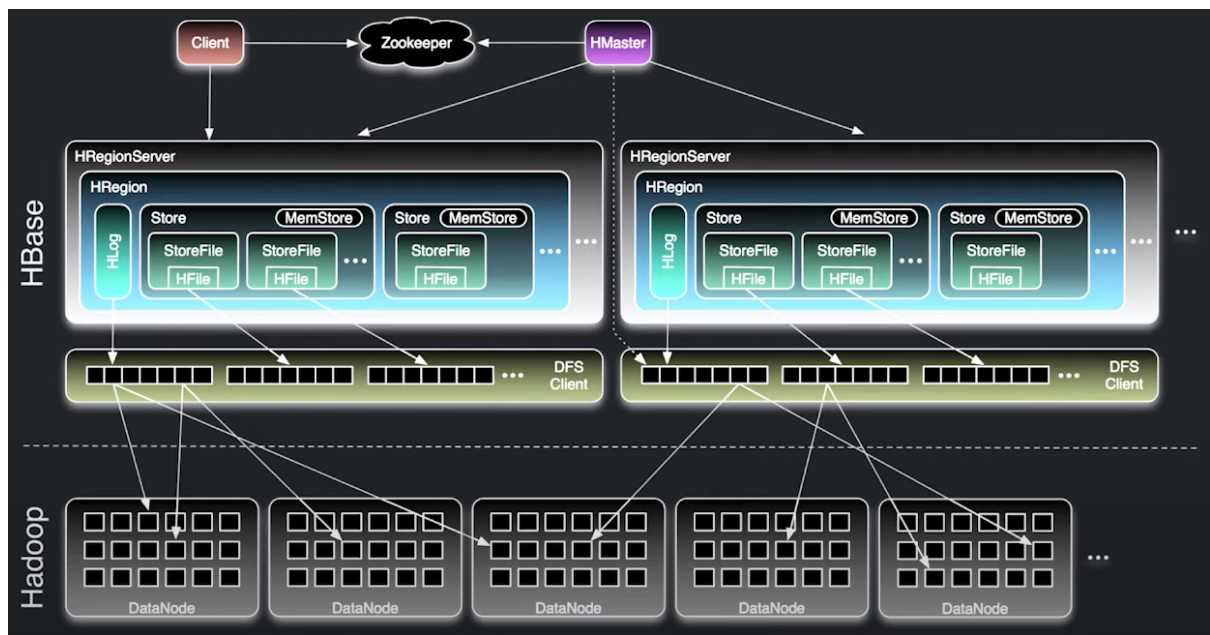 Client
Zookeeper
HMaster
HBase
HRegionServer
HRegion
HLog
Store
MemStore
StoreFile
HFile
StoreFile
HFile
...
Store
MemStore
StoreFile
HFile
...
...
HRegionServer
HRegion
HLog
Store
MemStore
StoreFile
HFile
StoreFile
HFile
...
Store
MemStore
StoreFile
HFile
...
...
...
...
DFS
Client
...
DFS
Client
Hadoop
DataNode
DataNode
DataNode
DataNode
DataNode
...